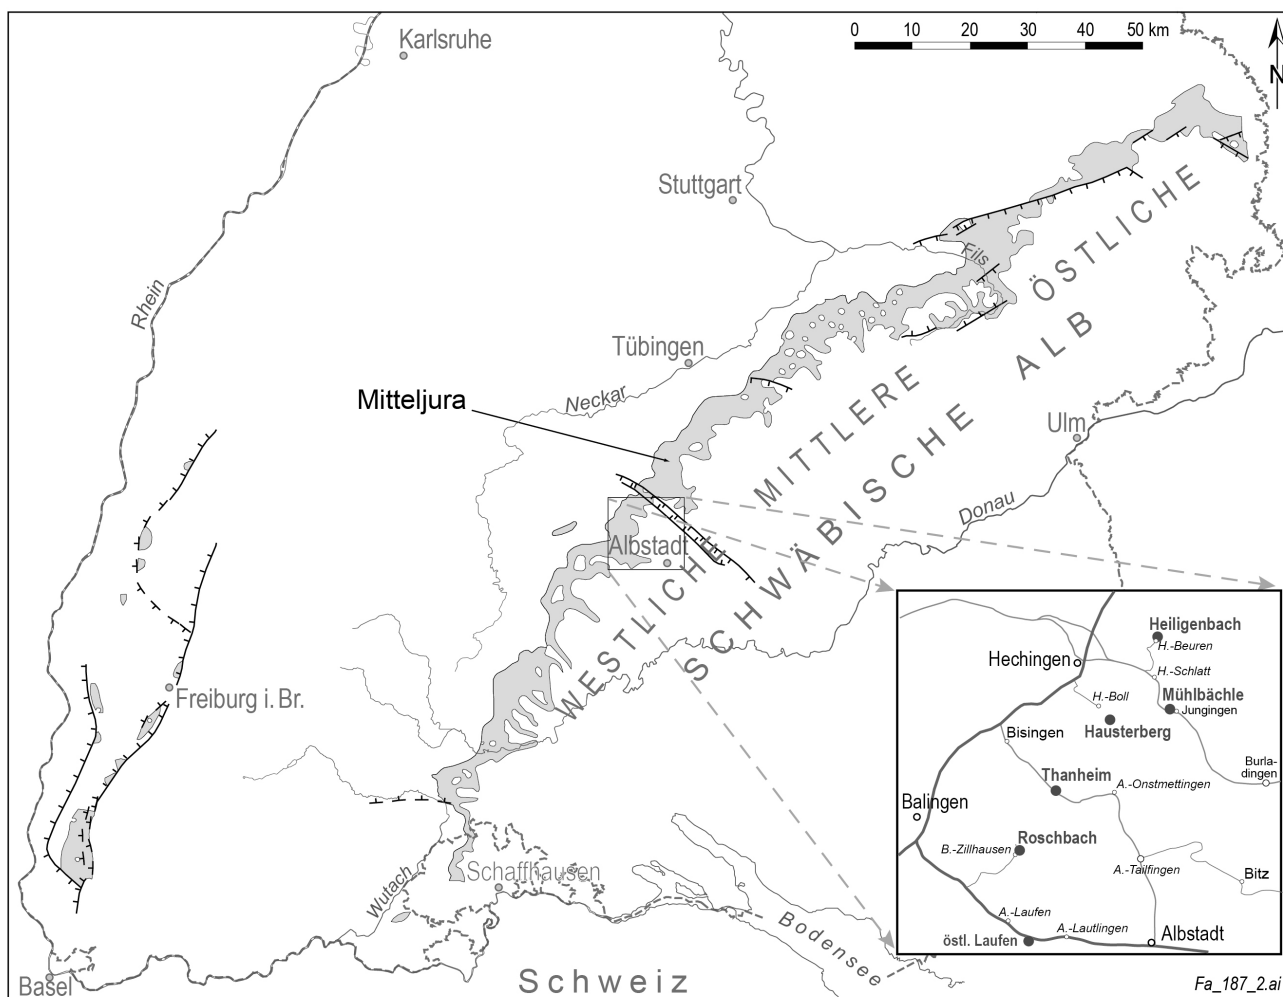 Karlsruhe
0 10 20 30 40 50 km
N
Stuttgart
Fils
ÖSTLICHE
Rhein
Tübingen
MITTLERE
ALB
Mitteljura
Neckar
Ulm
SCHWÄBISCHE
Donau
Albstadt
WESTLICHE
Freiburg i. Br.
Heiligenbach
H.-Beuren
Hechingen
H.-Schlatt
H.-Boll
Mühlbächle
Jungingen
Hausterberg
Bisingen
Burla-
dingen
Thanheim
A.-Onstmettingen
Balingen
Roschbach
B.-Zillhausen
A.-Tailfingen
Bitz
A.-Laufen
A.-Lautlingen
Albstadt
östl. Laufen
Schaffhausen
Wutach
Bodensee
Basel
Schweiz
Fa_187_2.ai